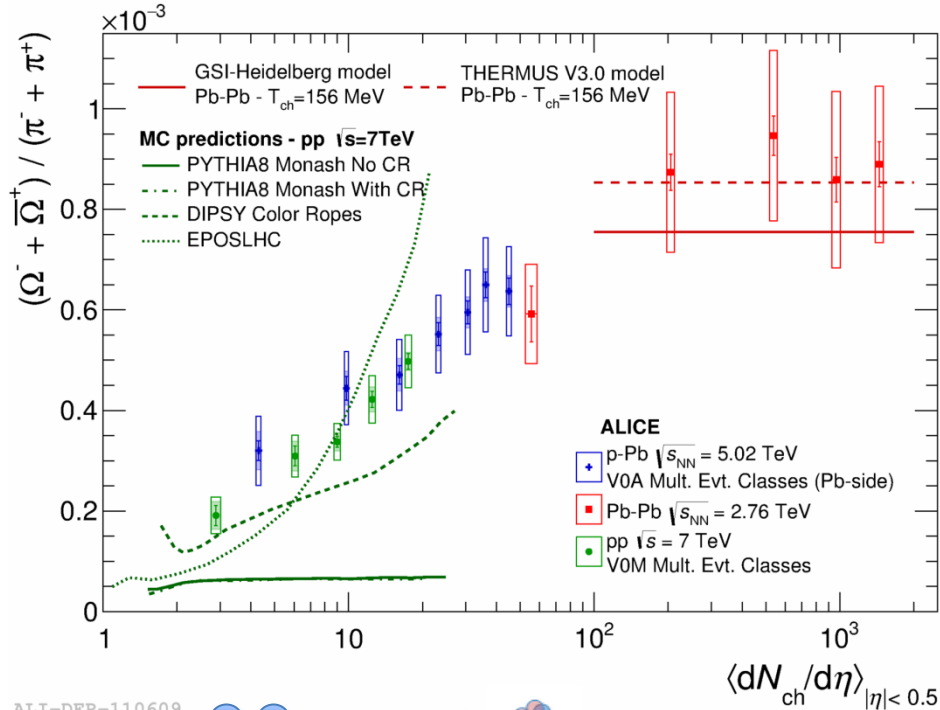 ×10⁻³
(Ω⁻ + Ω̅⁺) / (π⁻ + π⁺)
1
0.8
0.6
0.4
0.2
0
GSI-Heidelberg model
Pb-Pb - T_ch=156 MeV
THERMUS V3.0 model
Pb-Pb - T_ch=156 MeV
MC predictions - pp √s=7TeV
PYTHIA8 Monash No CR
PYTHIA8 Monash With CR
DIPSY Color Ropes
EPOSLHC
ALICE
p-Pb √s_NN = 5.02 TeV
V0A Mult. Evt. Classes (Pb-side)
Pb-Pb √s_NN = 2.76 TeV
pp √s = 7 TeV
V0M Mult. Evt. Classes
1 10 10² 10³
⟨dN_ch/dη⟩_|η|< 0.5
ALI-DER-110609